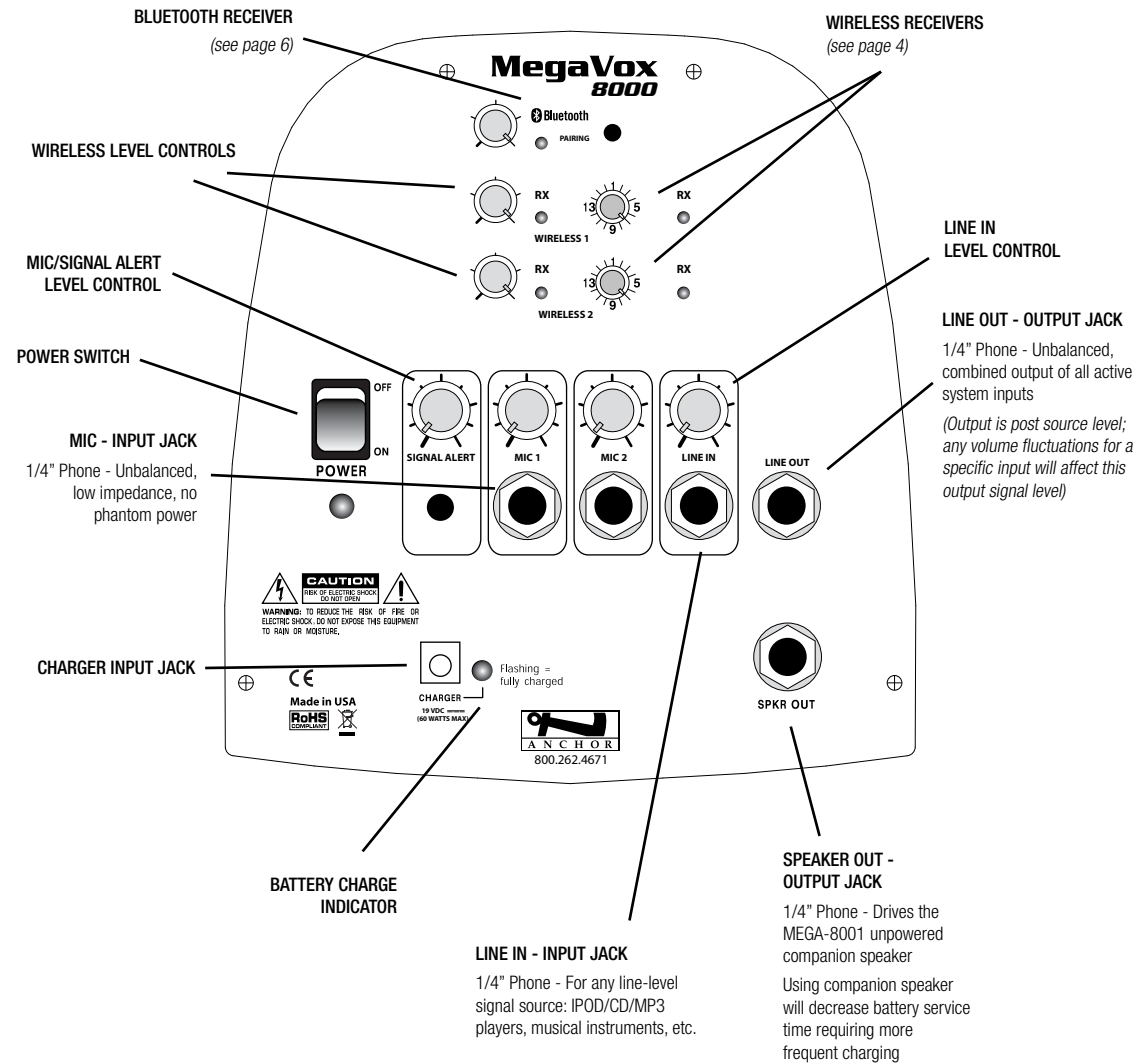 BLUETOOTH RECEIVER
(see page 6)
WIRELESS RECEIVERS
(see page 4)
MegaVox
8000
Bluetooth
PAIRING
WIRELESS LEVEL CONTROLS
RX
1
13
5
9
RX
WIRELESS 1
RX
13
5
9
RX
WIRELESS 2
MIC/SIGNAL ALERT
LEVEL CONTROL
LINE IN
LEVEL CONTROL
POWER SWITCH
OFF
ON
POWER
SIGNAL ALERT
MIC 1
MIC 2
LINE IN
LINE OUT
LINE OUT - OUTPUT JACK
1/4” Phone - Unbalanced,
combined output of all active
system inputs
(Output is post source level;
any volume fluctuations for a
specific input will affect this
output signal level)
MIC - INPUT JACK
1/4” Phone - Unbalanced,
low impedance, no
phantom power
CAUTION
RISK OF ELECTRIC SHOCK
DO NOT OPEN
WARNING: TO REDUCE THE RISK OF FIRE OR
ELECTRIC SHOCK. DO NOT EXPOSE THIS EQUIPMENT
TO RAIN OR MOISTURE.
CHARGER INPUT JACK
CE
Made in USA
RoHS
COMPLIANT
Flashing =
fully charged
CHARGER
19 VDC
(60 WATTS MAX)
ANCHOR
800.262.4671
SPKR OUT
BATTERY CHARGE
INDICATOR
LINE IN - INPUT JACK
1/4” Phone - For any line-level
signal source: IPOD/CD/MP3
players, musical instruments, etc.
SPEAKER OUT -
OUTPUT JACK
1/4” Phone - Drives the
MEGA-8001 unpowered
companion speaker
Using companion speaker
will decrease battery service
time requiring more
frequent charging